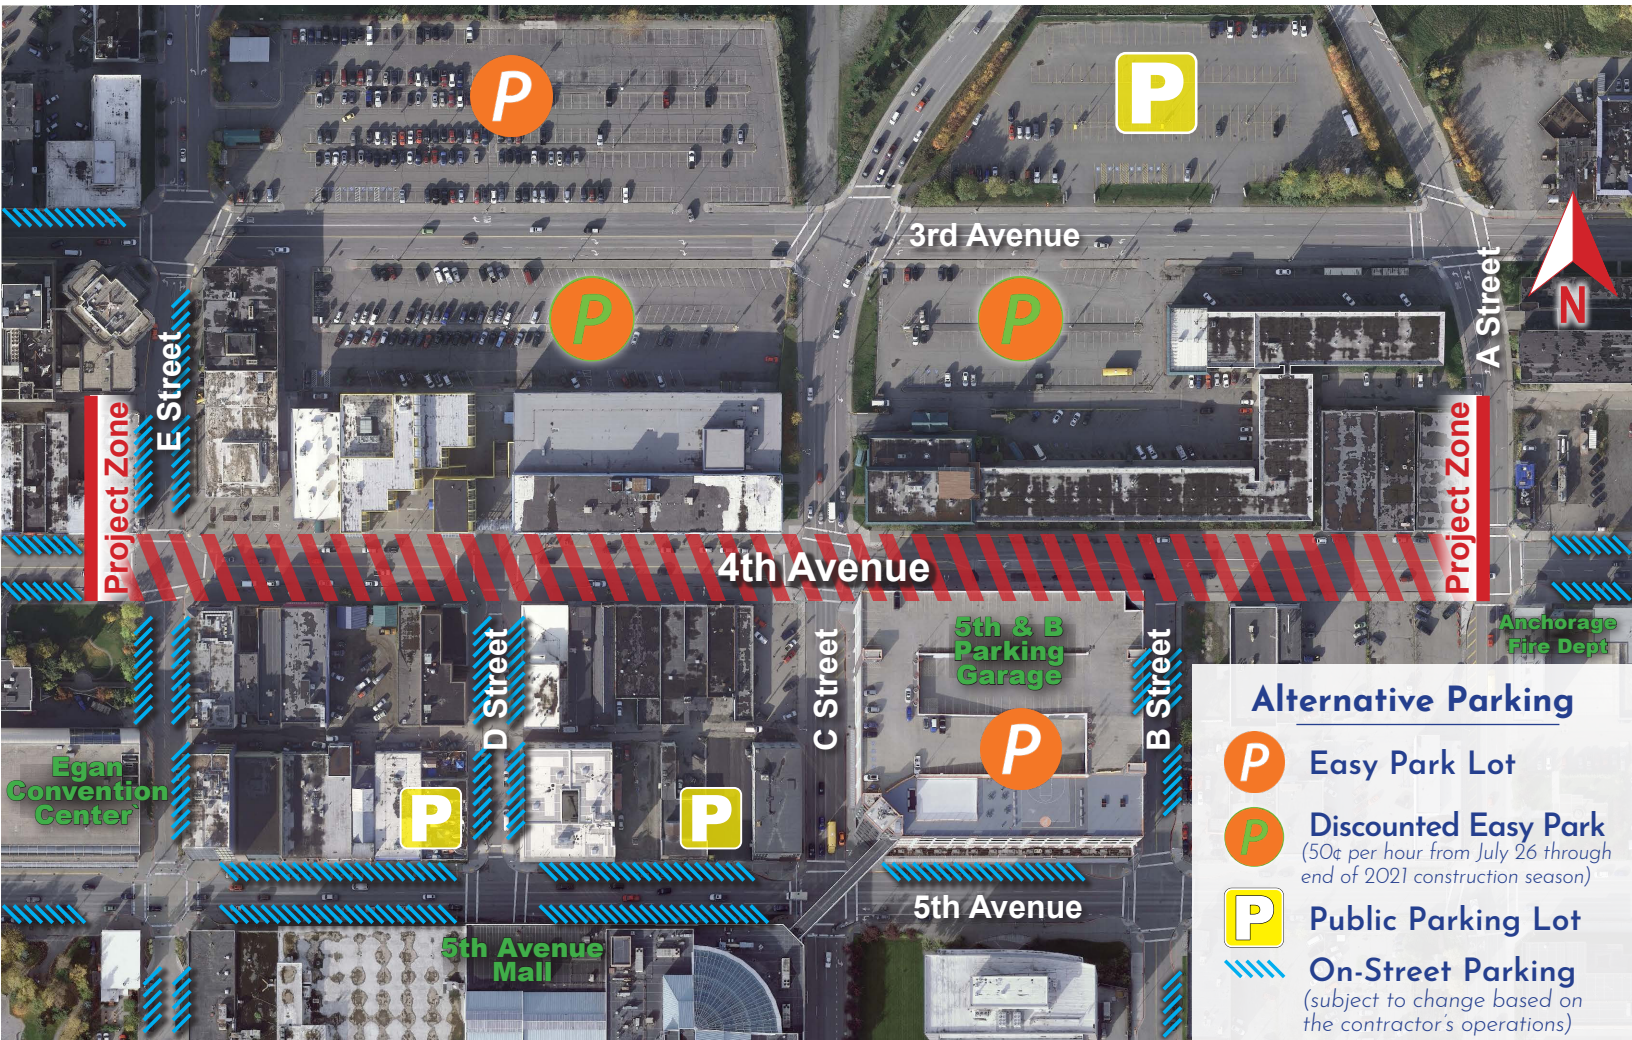 P
P
3rd Avenue
A Street
N
P
P
E Street
Project Zone
Project Zone
4th Avenue
5th & B
Parking
Garage
Anchorage
Fire Dept
D Street
C Street
B Street
P
Egan
Convention
Center`
P
P
5th Avenue
5th Avenue
Mall
Alternative Parking
P Easy Park Lot
P Discounted Easy Park
(50¢ per hour from July 26 through
end of 2021 construction season)
P Public Parking Lot
On-Street Parking
(subject to change based on
the contractor's operations)